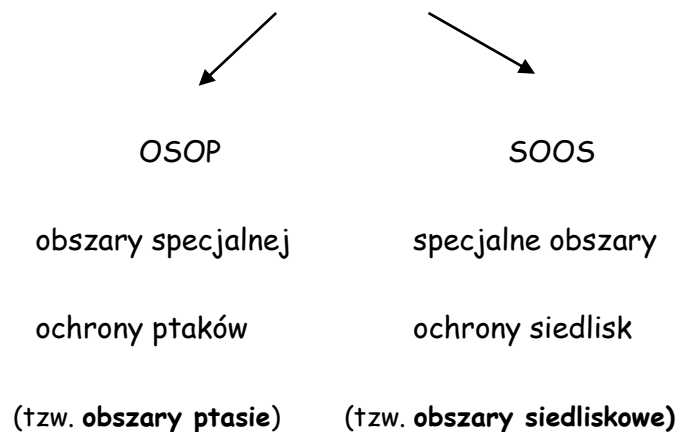 OSOP SOOS
obszary specjalnej specjalne obszary
ochrony ptaków ochrony siedlisk
(tzw. obszary ptasie) (tzw. obszary siedliskowe)